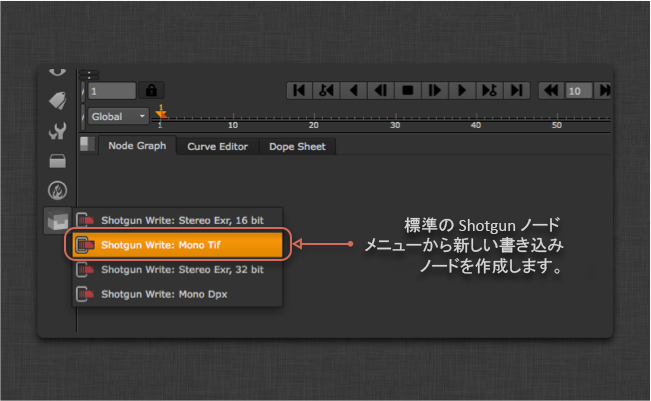 1
10
Global
1
1 10 20 30 40 50
Node Graph Curve Editor Dope Sheet
Shotgun Write: Stereo Exr, 16 bit
Shotgun Write: Mono Tif
Shotgun Write: Stereo Exr, 32 bit
Shotgun Write: Mono Dpx
標準の Shotgun ノード
メニューから新しい書き込み
ノードを作成します。